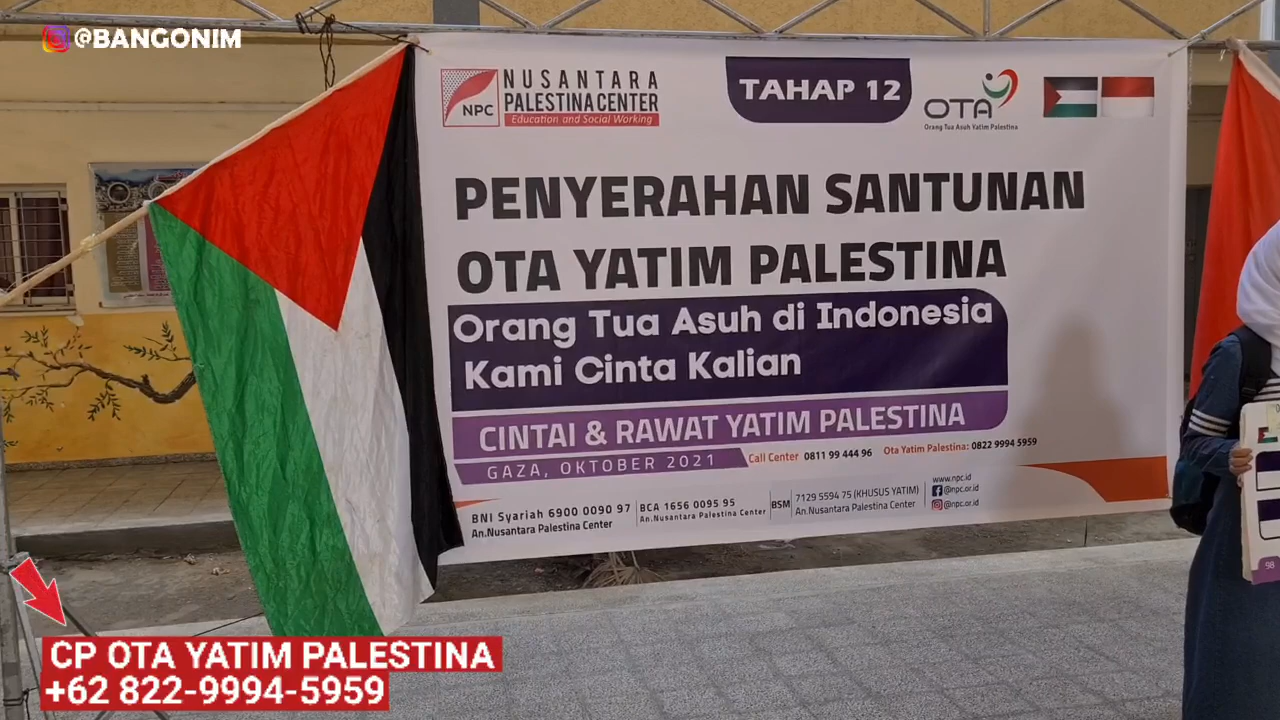 @BANGONIM
NPC
NUSANTARA
PALESTINA CENTER
Education and Social Working
TAHAP 12
OTA
Orang Tua Asuh Yatim Palestina
PENYERAHAN SANTUNAN
OTA YATIM PALESTINA
Orang Tua Asuh di Indonesia
Kami Cinta Kalian
CINTAI & RAWAT YATIM PALESTINA
GAZA, OKTOBER 2021
Call Center 0811 99 444 96
Ota Yatim Palestina: 0822 9994 5959
BNI Syariah 6900 0090 97
An.Nusantara Palestina Center
BCA 1656 0095 95
An.Nusantara Palestina Center
BSM
7129 5594 75 (KHUSUS YATIM)
An.Nusantara Palestina Center
www.npc.id
@npc.or.id
@npc.or.id
98
CP OTA YATIM PALESTINA
+62 822-9994-5959